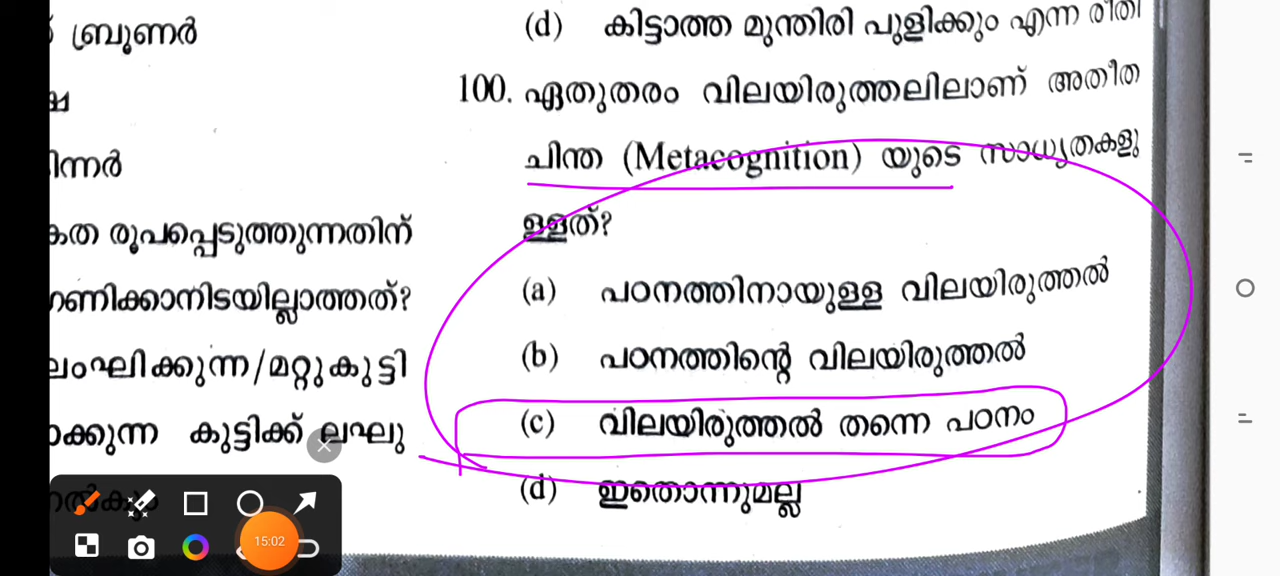 ബ്രൂണർ
കത രൂപപ്പെടുത്തുന്നതിന്
ഗണിക്കാനിടയില്ലാത്തത്?
ലംഘിക്കുന്ന/മറ്റുകുട്ടി
ക്കുന്ന കുട്ടിക്ക് ലഘു
(d) കിട്ടാത്ത മുന്തിരി പുളിക്കും എന്ന രീതി
100. ഏതുതരം വിലയിരുത്തലിലാണ് അതീത
ചിന്ത (Metacognition) യുടെ സാധ്യതകളു
ള്ളത്?
(a) പഠനത്തിനായുള്ള വിലയിരുത്തൽ
(b) പഠനത്തിന്റെ വിലയിരുത്തൽ
(c) വിലയിരുത്തൽ തന്നെ പഠനം
(d) ഇതൊന്നുമല്ല
15:02